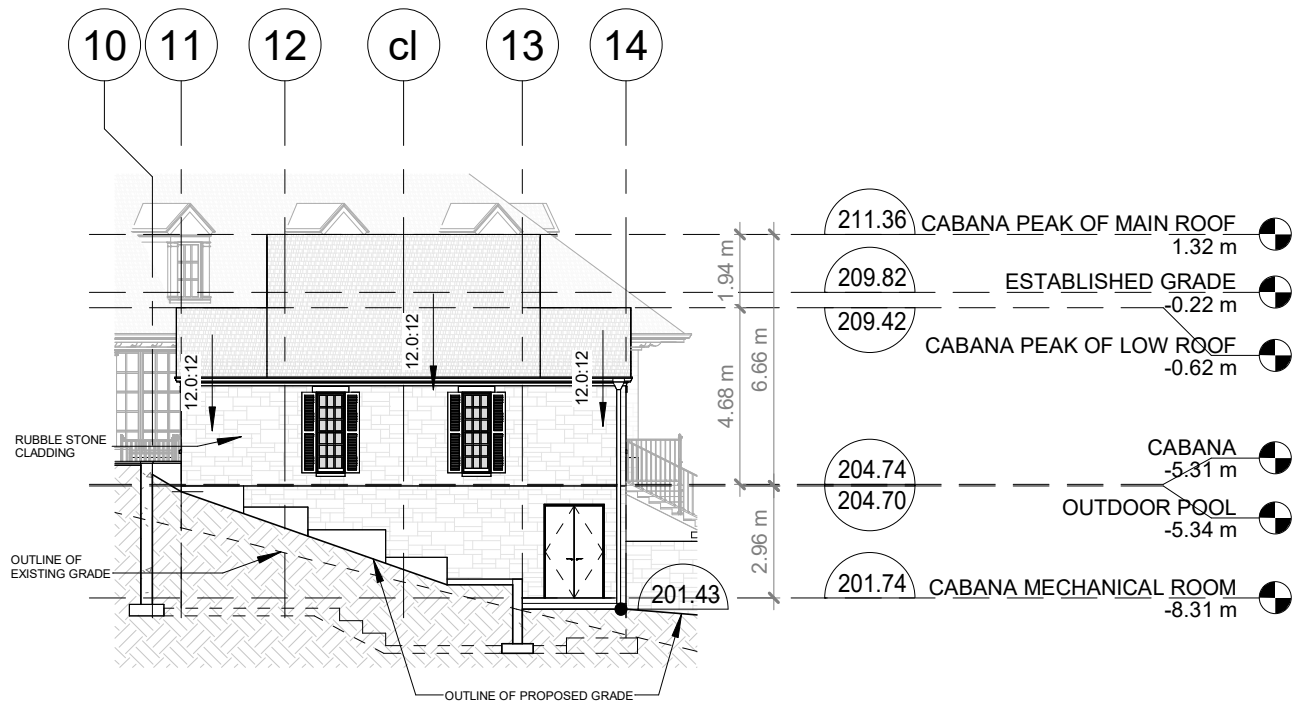 10 11 12 cl 13 14
211.36 CABANA PEAK OF MAIN ROOF
1.32 m
1.94 m
209.82 ESTABLISHED GRADE
-0.22 m
209.42
CABANA PEAK OF LOW ROOF
-0.62 m
6.66 m
4.68 m
12.0:12
12.0:12
12.0:12
RUBBLE STONE
CLADDING
204.74 CABANA
-5.31 m
204.70 OUTDOOR POOL
-5.34 m
2.96 m
OUTLINE OF
EXISTING GRADE
201.43
201.74 CABANA MECHANICAL ROOM
-8.31 m
OUTLINE OF PROPOSED GRADE